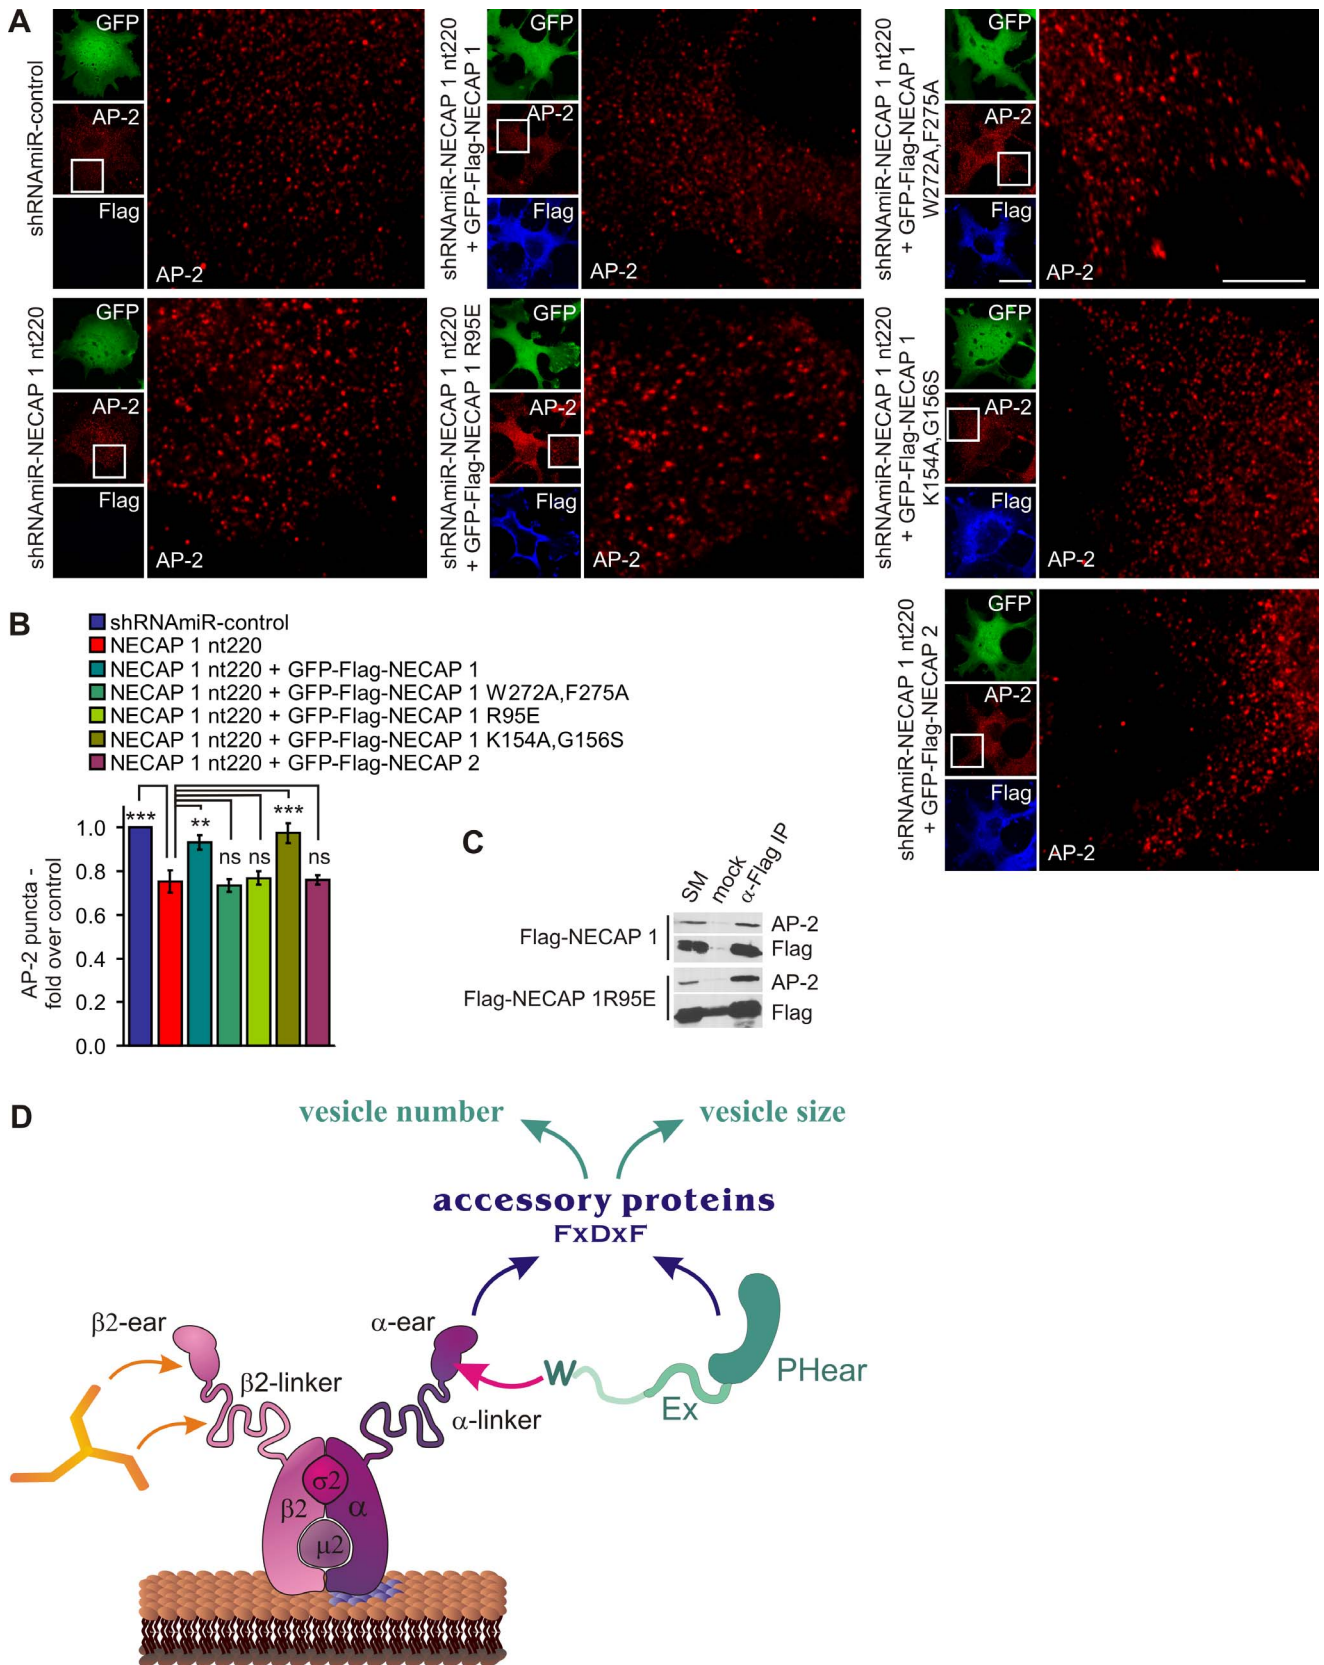 A
shRNAmiR-control
GFP
AP-2
Flag
AP-2
shRNAmiR-NECAP 1 nt220
+ GFP-Flag-NECAP 1
GFP
AP-2
Flag
AP-2
shRNAmiR-NECAP 1 nt220
+ GFP-Flag-NECAP 1
W272A,F275A
GFP
AP-2
Flag
AP-2
shRNAmiR-NECAP 1 nt220
GFP
AP-2
Flag
AP-2
shRNAmiR-NECAP 1 nt220
+ GFP-Flag-NECAP 1 R95E
GFP
AP-2
Flag
AP-2
shRNAmiR-NECAP 1 nt220
+ GFP-Flag-NECAP 1
K154A,G156S
GFP
AP-2
Flag
AP-2
shRNAmiR-NECAP 1 nt220
+ GFP-Flag-NECAP 2
GFP
AP-2
Flag
AP-2
B
shRNAmiR-control
NECAP 1 nt220
NECAP 1 nt220 + GFP-Flag-NECAP 1
NECAP 1 nt220 + GFP-Flag-NECAP 1 W272A,F275A
NECAP 1 nt220 + GFP-Flag-NECAP 1 R95E
NECAP 1 nt220 + GFP-Flag-NECAP 1 K154A,G156S
NECAP 1 nt220 + GFP-Flag-NECAP 2
AP-2 puncta -
fold over control
1.0
0.8
0.6
0.4
0.2
0.0
*** ** ns ns *** ns
C
SM mock α-Flag IP
Flag-NECAP 1
AP-2
Flag
Flag-NECAP 1R95E
AP-2
Flag
D
vesicle number
vesicle size
accessory proteins
FxDxF
β2-ear
α-ear
β2-linker
α-linker
W
Ex
PHear
σ2
β2
α
μ2